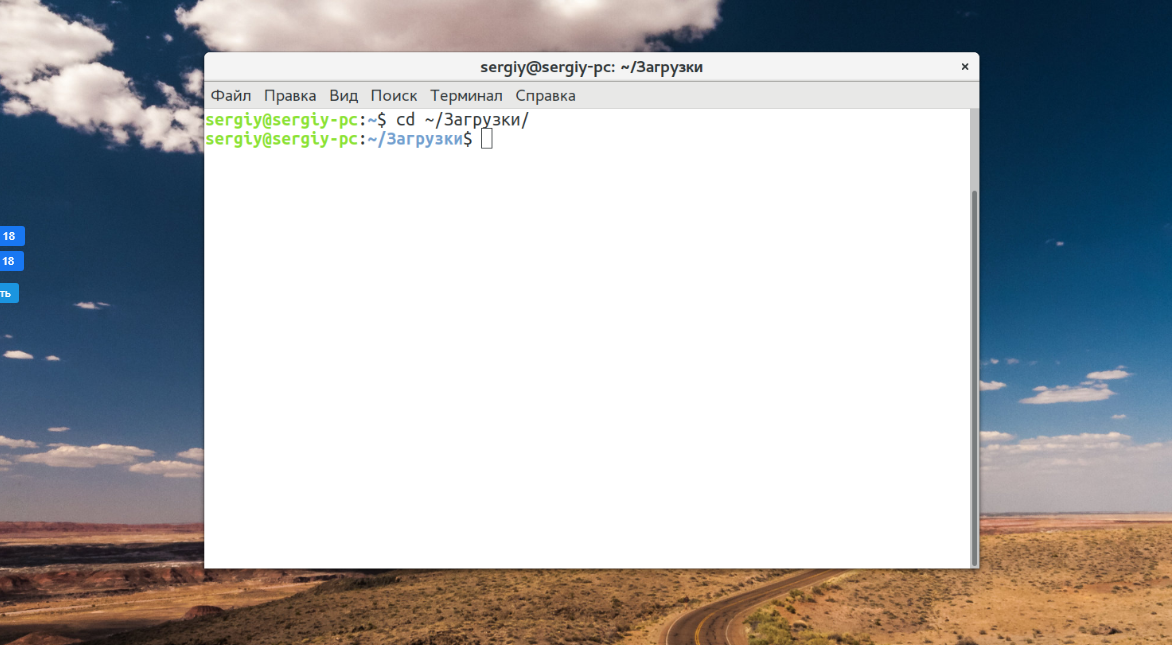 sergiy@sergiy-pc: ~/Загрузки ×
Файл Правка Вид Поиск Терминал Справка
sergiy@sergiy-pc:~$ cd ~/Загрузки/
sergiy@sergiy-pc:~/Загрузки$
18
18
ть